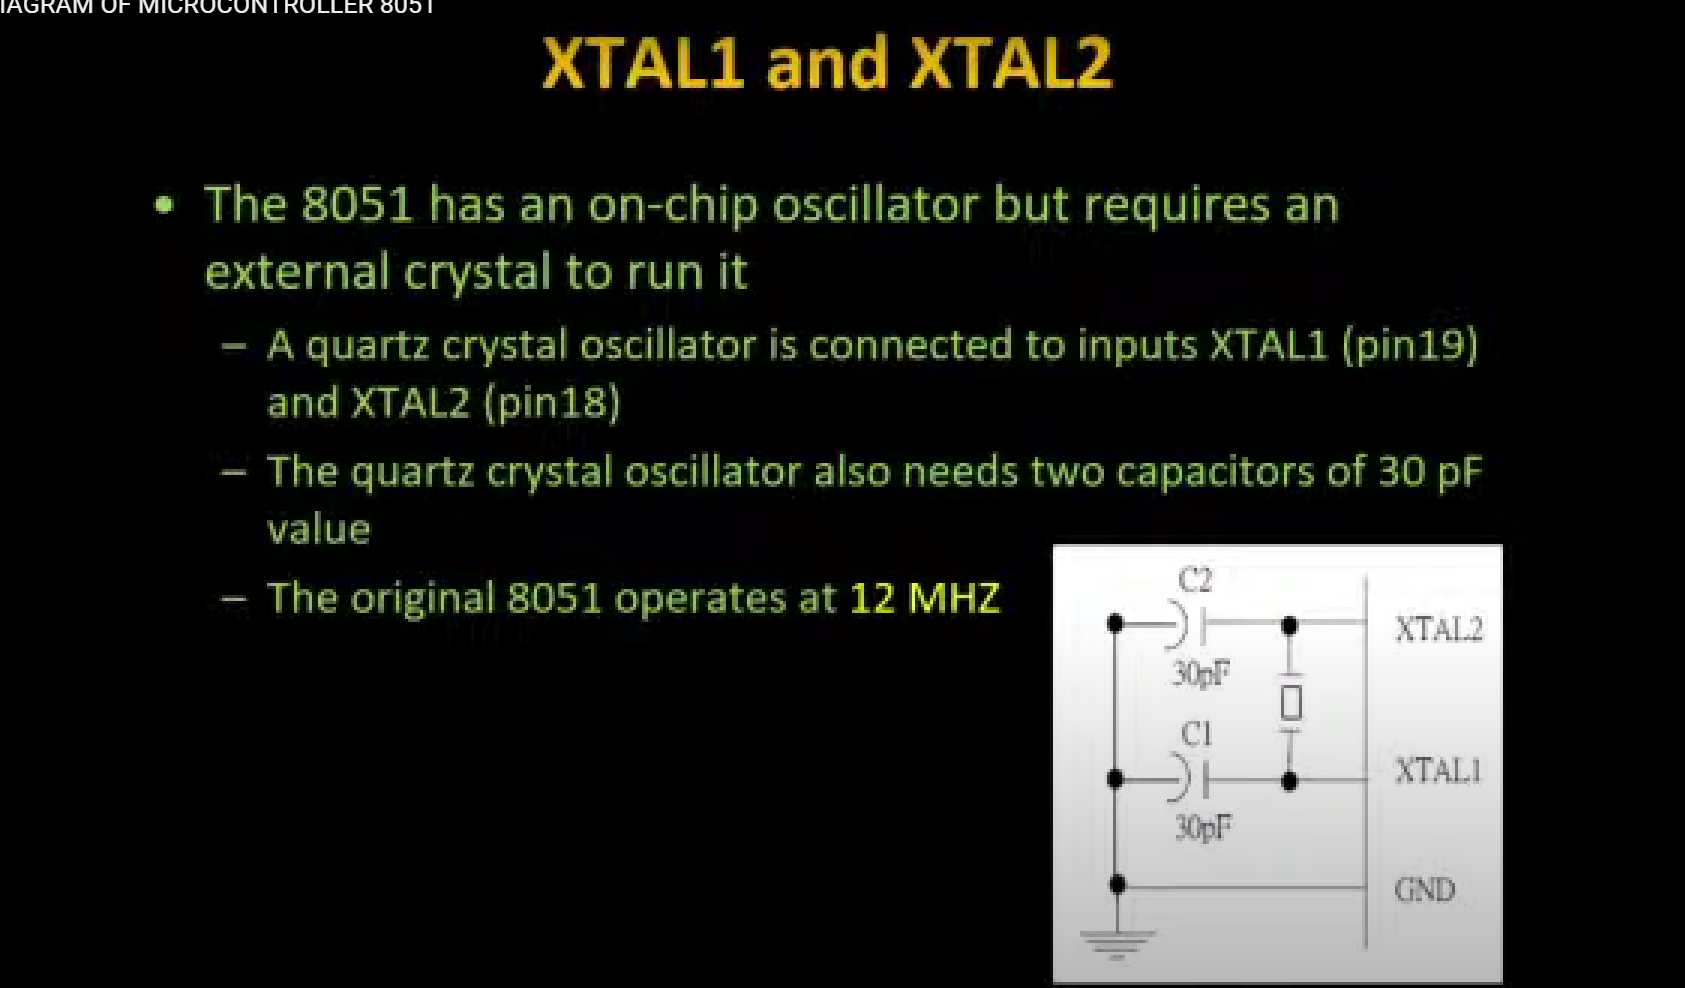 IAGRAM OF MICROCONTROLLER 8051
XTAL1 and XTAL2
• The 8051 has an on-chip oscillator but requires an
external crystal to run it
– A quartz crystal oscillator is connected to inputs XTAL1 (pin19)
and XTAL2 (pin18)
– The quartz crystal oscillator also needs two capacitors of 30 pF
value
– The original 8051 operates at 12 MHZ
C2
XTAL2
30pF
C1
XTAL1
30pF
GND